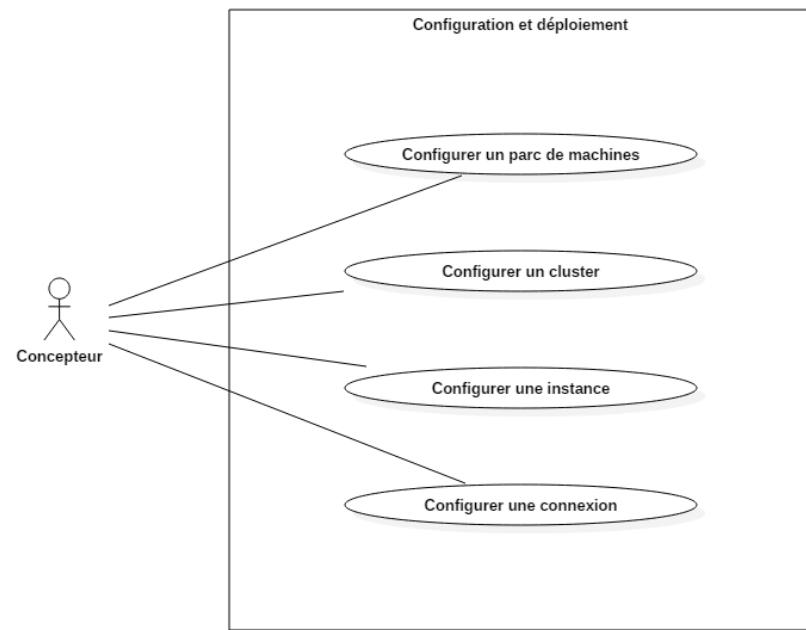 Configuration et déploiement
Configurer un parc de machines
Configurer un cluster
Concepteur
Configurer une instance
Configurer une connexion